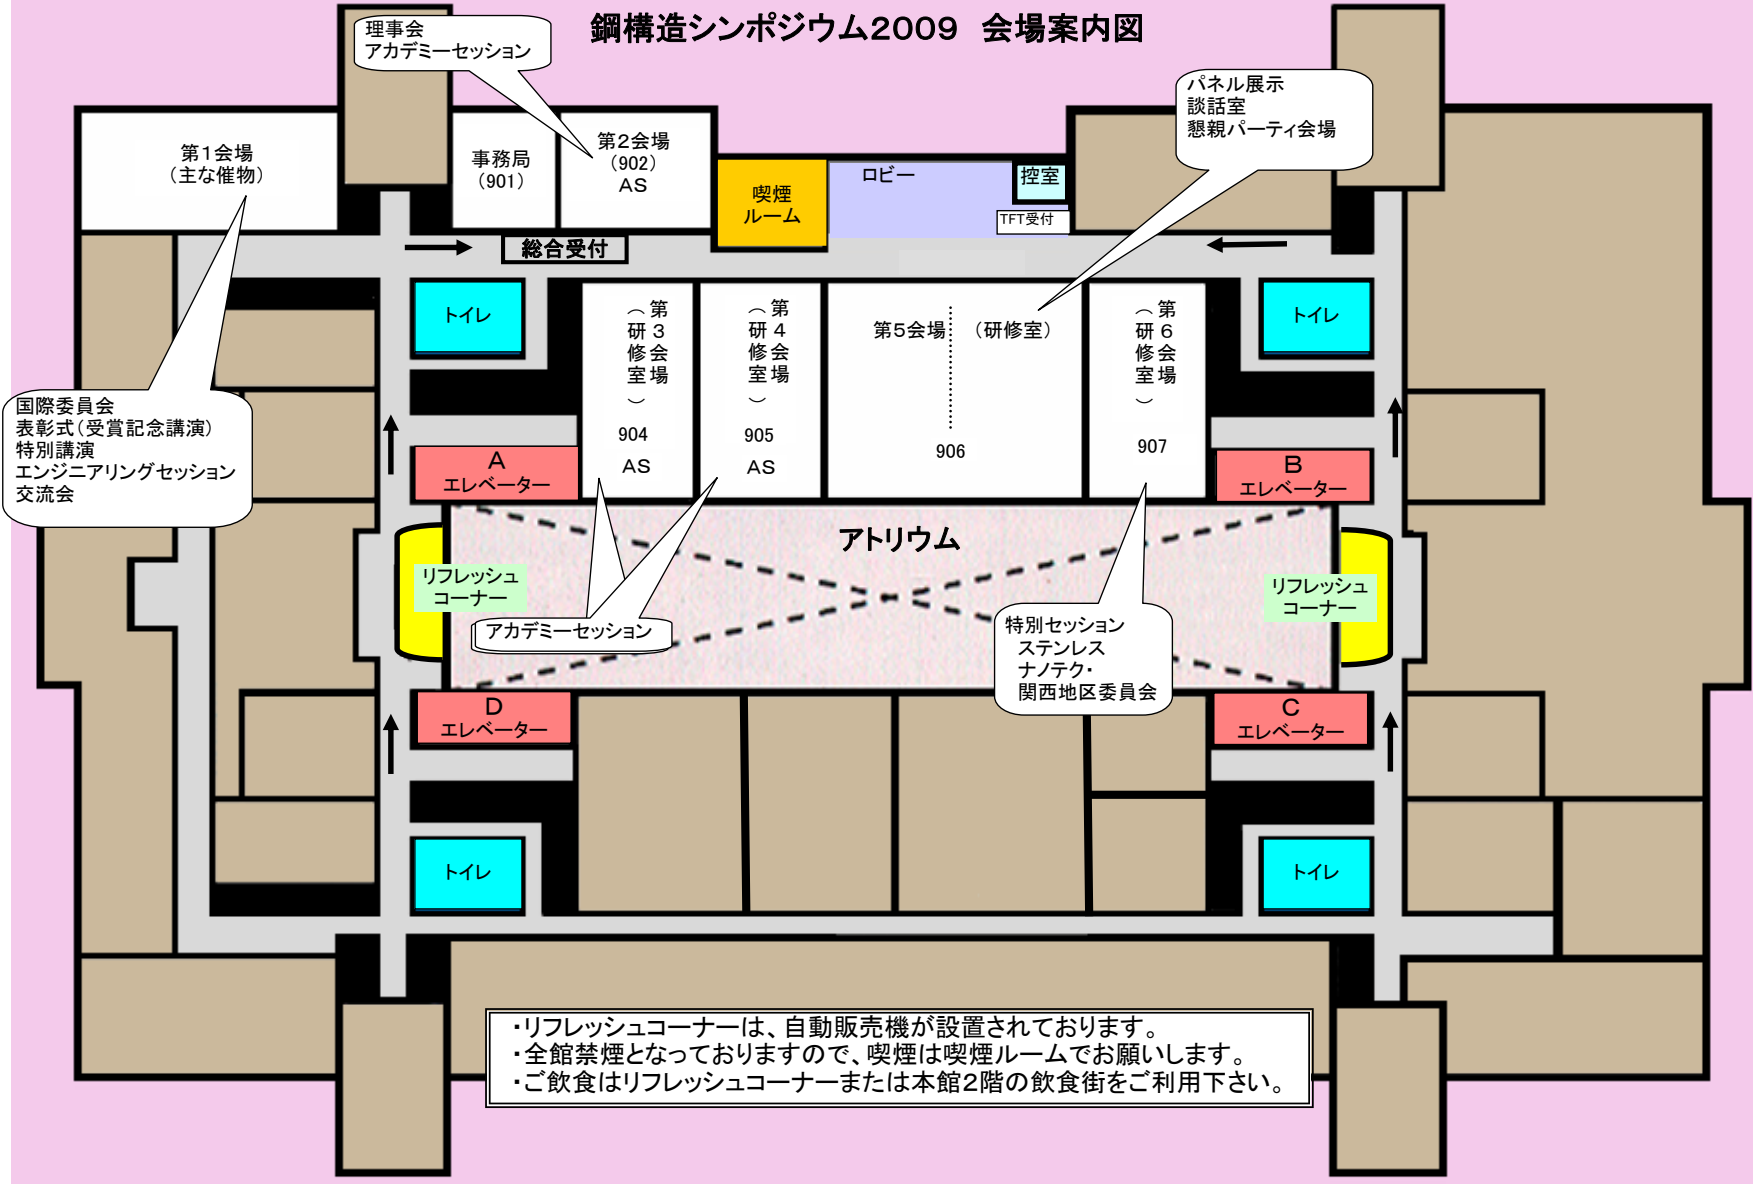 鋼構造シンポジウム2009 会場案内図
理事会
アカデミーセッション
パネル展示
談話室
懇親パーティ会場
第1会場
(主な催物)
事務局
(901)
第2会場
(902)
AS
喫煙
ルーム
ロビー
控室
TFT受付
総合受付
トイレ
第3会場
(研修室)
904
AS
第4会場
(研修室)
905
AS
第5会場
(研修室)
906
第6会場
(研修室)
907
トイレ
国際委員会
表彰式(受賞記念講演)
特別講演
エンジニアリングセッション
交流会
A
エレベーター
B
エレベーター
アトリウム
リフレッシュ
コーナー
リフレッシュ
コーナー
アカデミーセッション
特別セッション
ステンレス
ナノテク・
関西地区委員会
D
エレベーター
C
エレベーター
トイレ
トイレ
・リフレッシュコーナーは、自動販売機が設置されております。
・全館禁煙となっておりますので、喫煙は喫煙ルームでお願いします。
・ご飲食はリフレッシュコーナーまたは本館2階の飲食街をご利用下さい。